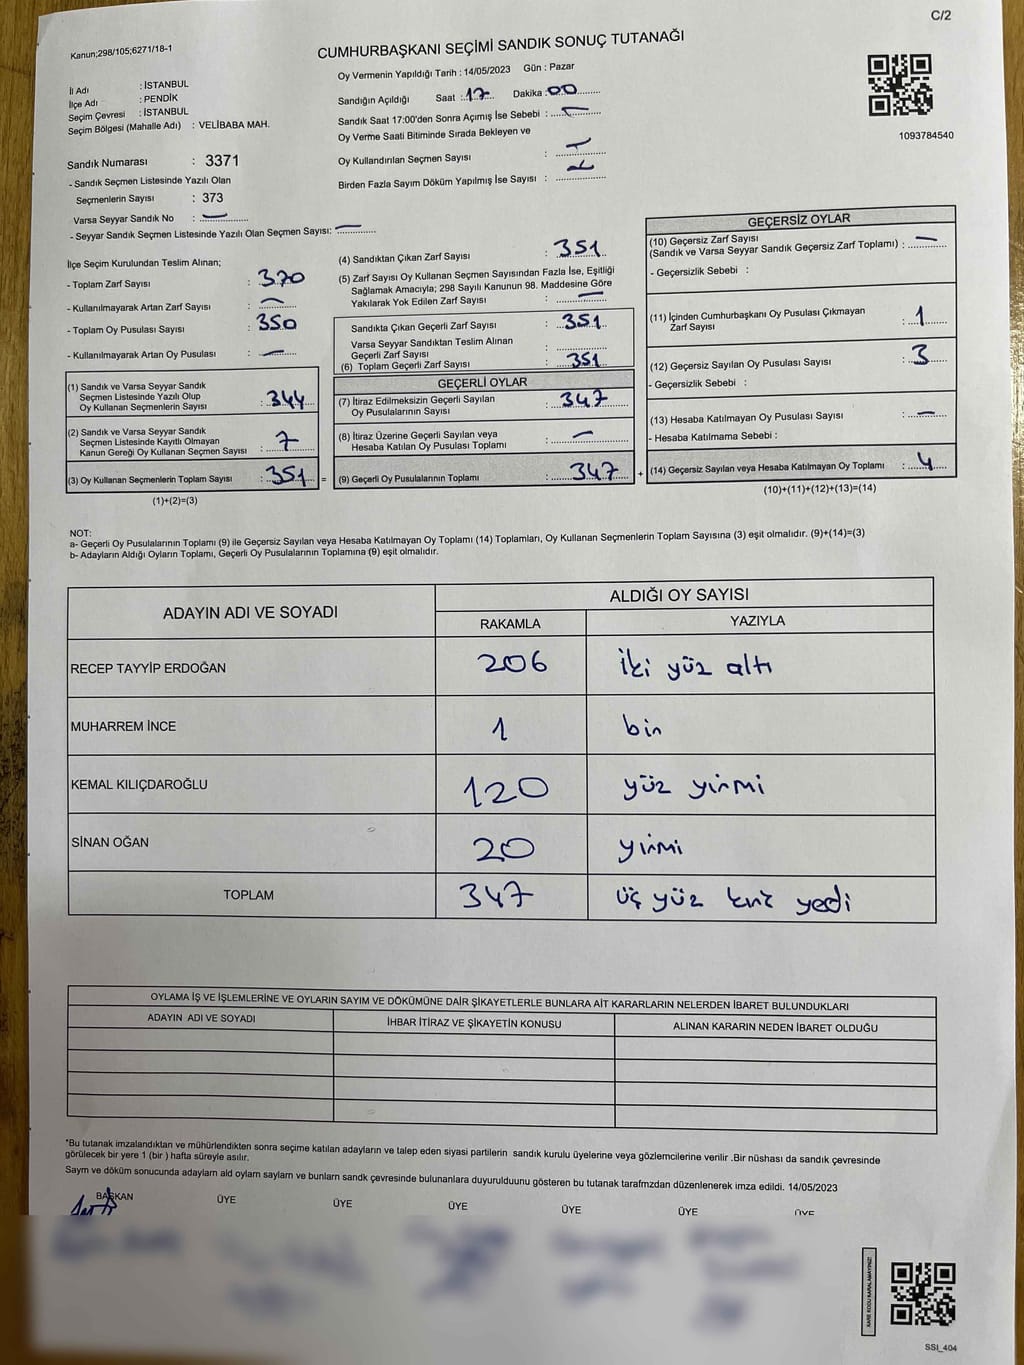 C/2
Kanun;298/105;6271/18-1
CUMHURBAŞKANI SEÇİMİ SANDIK SONUÇ TUTANAĞI
İl Adı : İSTANBUL
İlçe Adı : PENDİK
Seçim Çevresi : İSTANBUL
Seçim Bölgesi (Mahalle Adı) : VELİBABA MAH.
Oy Vermenin Yapıldığı Tarih : 14/05/2023 Gün : Pazar
Sandığın Açıldığı Saat : 17 Dakika : 00
Sandık Saat 17:00'den Sonra Açımış İse Sebebi : —
Oy Verme Saati Bitiminde Sırada Bekleyen ve
Oy Kullandırılan Seçmen Sayısı :
Birden Fazla Sayım Döküm Yapılmış İse Sayısı :
1093784540
Sandık Numarası : 3371
- Sandık Seçmen Listesinde Yazılı Olan
Seçmenlerin Sayısı : 373
Varsa Seyyar Sandık No : —
- Seyyar Sandık Seçmen Listesinde Yazılı Olan Seçmen Sayısı: —
İlçe Seçim Kurulundan Teslim Alınan;
- Toplam Zarf Sayısı : 370
- Kullanılmayarak Artan Zarf Sayısı : —
- Toplam Oy Pusulası Sayısı : 350
- Kullanılmayarak Artan Oy Pusulası : —
(1) Sandık ve Varsa Seyyar Sandık
Seçmen Listesinde Yazılı Olup
Oy Kullanan Seçmenlerin Sayısı : 344
(2) Sandık ve Varsa Seyyar Sandık
Seçmen Listesinde Kayıtlı Olmayan
Kanun Gereği Oy Kullanan Seçmen Sayısı : 7
(3) Oy Kullanan Seçmenlerin Toplam Sayısı : 351 =
(1)+(2)=(3)
(4) Sandıktan Çıkan Zarf Sayısı : 351
(5) Zarf Sayısı Oy Kullanan Seçmen Sayısından Fazla İse, Eşitliği
Sağlamak Amacıyla; 298 Sayılı Kanunun 98. Maddesine Göre
Yakılarak Yok Edilen Zarf Sayısı : —
Sandıkta Çıkan Geçerli Zarf Sayısı : 351
Varsa Seyyar Sandıktan Teslim Alınan
Geçerli Zarf Sayısı :
(6) Toplam Geçerli Zarf Sayısı : 351
GEÇERLİ OYLAR
(7) İtiraz Edilmeksizin Geçerli Sayılan
Oy Pusulalarının Sayısı : 347
(8) İtiraz Üzerine Geçerli Sayılan veya
Hesaba Katılan Oy Pusulası Toplamı : —
(9) Geçerli Oy Pusulalarının Toplamı : 347 +
GEÇERSİZ OYLAR
(10) Geçersiz Zarf Sayısı
(Sandık ve Varsa Seyyar Sandık Geçersiz Zarf Toplamı) : —
- Geçersizlik Sebebi :
(11) İçinden Cumhurbaşkanı Oy Pusulası Çıkmayan
Zarf Sayısı : 1
(12) Geçersiz Sayılan Oy Pusulası Sayısı : 3
- Geçersizlik Sebebi :
(13) Hesaba Katılmayan Oy Pusulası Sayısı : —
- Hesaba Katılmama Sebebi :
(14) Geçersiz Sayılan veya Hesaba Katılmayan Oy Toplamı : 4
(10)+(11)+(12)+(13)=(14)
NOT:
a- Geçerli Oy Pusulalarının Toplamı (9) ile Geçersiz Sayılan veya Hesaba Katılmayan Oy Toplamı (14) Toplamları, Oy Kullanan Seçmenlerin Toplam Sayısına (3) eşit olmalıdır. (9)+(14)=(3)
b- Adayların Aldığı Oyların Toplamı, Geçerli Oy Pusulalarının Toplamına (9) eşit olmalıdır.
ADAYIN ADI VE SOYADI ALDIĞI OY SAYISI
RAKAMLA YAZIYLA
RECEP TAYYİP ERDOĞAN 206 iki yüz altı
MUHARREM İNCE 1 bir
KEMAL KILIÇDAROĞLU 120 yüz yirmi
SİNAN OĞAN 20 yirmi
TOPLAM 347 üç yüz kırk yedi
OYLAMA İŞ VE İŞLEMLERİNE VE OYLARIN SAYIM VE DÖKÜMÜNE DAİR ŞİKAYETLERLE BUNLARA AİT KARARLARIN NELERDEN İBARET BULUNDUKLARI
ADAYIN ADI VE SOYADI İHBAR İTİRAZ VE ŞİKAYETİN KONUSU ALINAN KARARIN NEDEN İBARET OLDUĞU
*Bu tutanak imzalandıktan ve mühürlendikten sonra seçime katılan adayların ve talep eden siyasi partilerin sandık kurulu üyelerine veya gözlemcilerine verilir .Bir nüshası da sandık çevresinde
görülecek bir yere 1 (bir ) hafta süreyle asılır.
Saym ve döküm sonucunda adaylarn ald oylarn saylarn ve bunlarn sandk çevresinde bulunanlara duyurulduunu gösteren bu tutanak tarafmzdan düzenlenerek imza edildi. 14/05/2023
BAŞKAN ÜYE ÜYE ÜYE ÜYE ÜYE ÜYE
KARE KODU KARALAMAYINIZ!
SSI_404